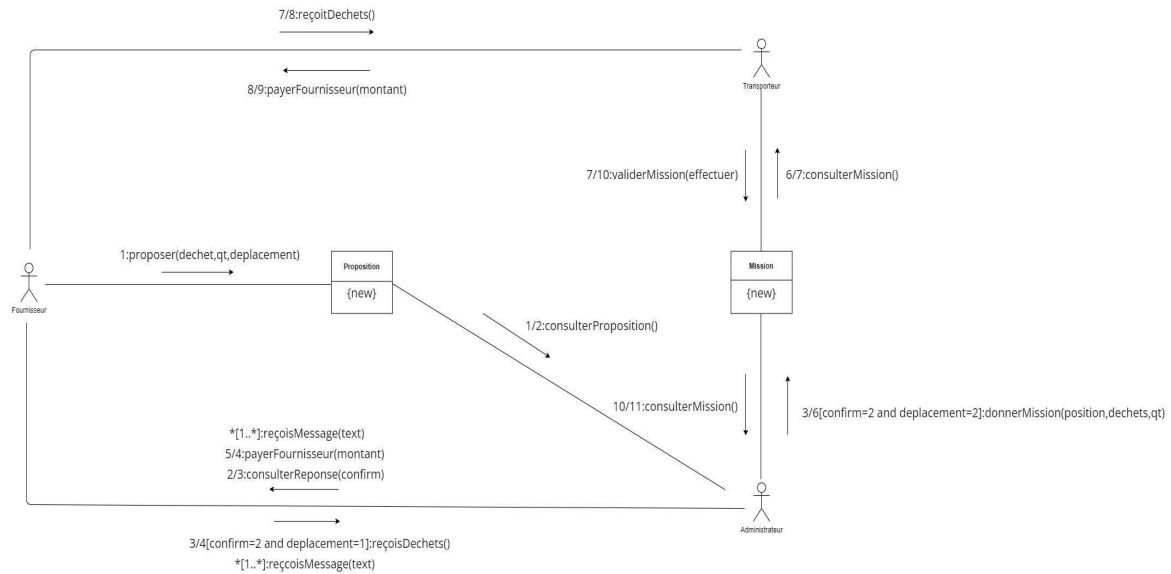 7/8:reçoitDechets()
8/9:payerFournisseur(montant)
Transporteur
7/10:validerMission(effectuer)
6/7:consulterMission()
1:proposer(dechet,qt,deplacement)
Fournisseur
Proposition
{new}
Mission
{new}
1/2:consulterProposition()
10/11:consulterMission()
3/6[confirm=2 and deplacement=2]:donnerMission(position,dechets,qt)
*[1..*]:reçoisMessage(text)
5/4:payerFournisseur(montant)
2/3:consulterReponse(confirm)
Administrateur
3/4[confirm=2 and deplacement=1]:reçoisDechets()
*[1..*]:reçcoisMessage(text)